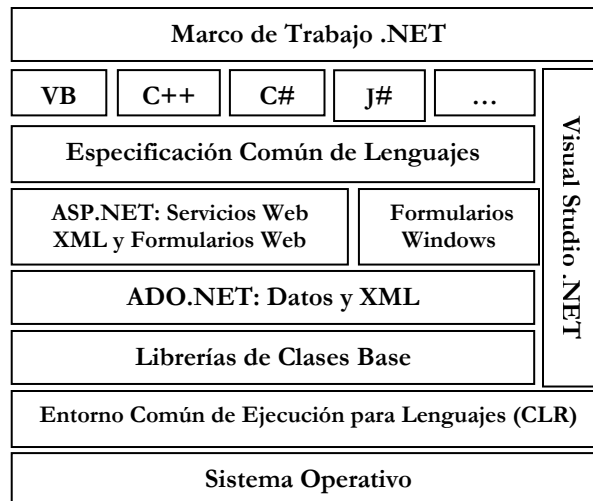 Marco de Trabajo .NET
VB
C++
C#
J#
…
Especificación Común de Lenguajes
ASP.NET: Servicios Web
XML y Formularios Web
Formularios
Windows
ADO.NET: Datos y XML
Librerías de Clases Base
Visual Studio .NET
Entorno Común de Ejecución para Lenguajes (CLR)
Sistema Operativo